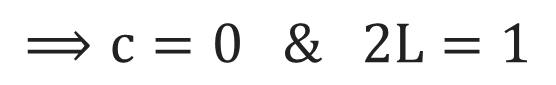 ⟹ c = 0 & 2L = 1